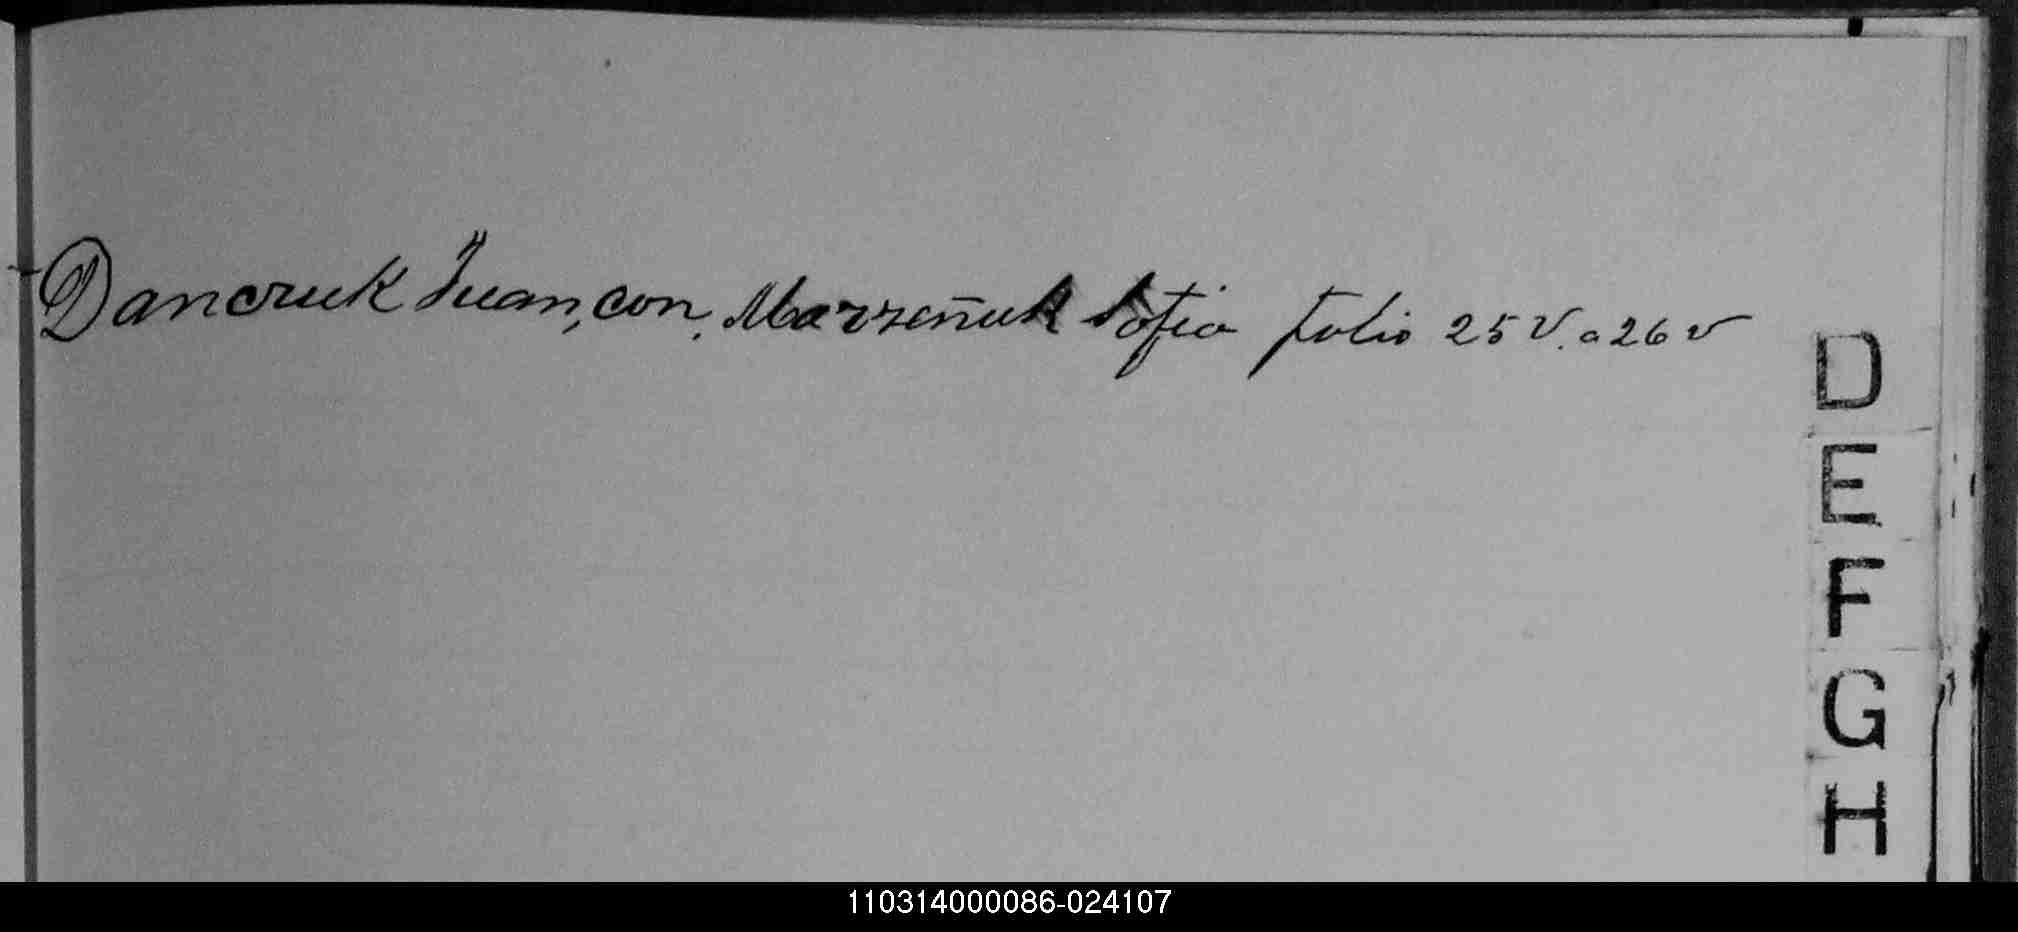 Dancruk Juan, con. Marzeñuk Sofia folio 25 v. a 26 v
D
E
F
G
H
110314000086-024107